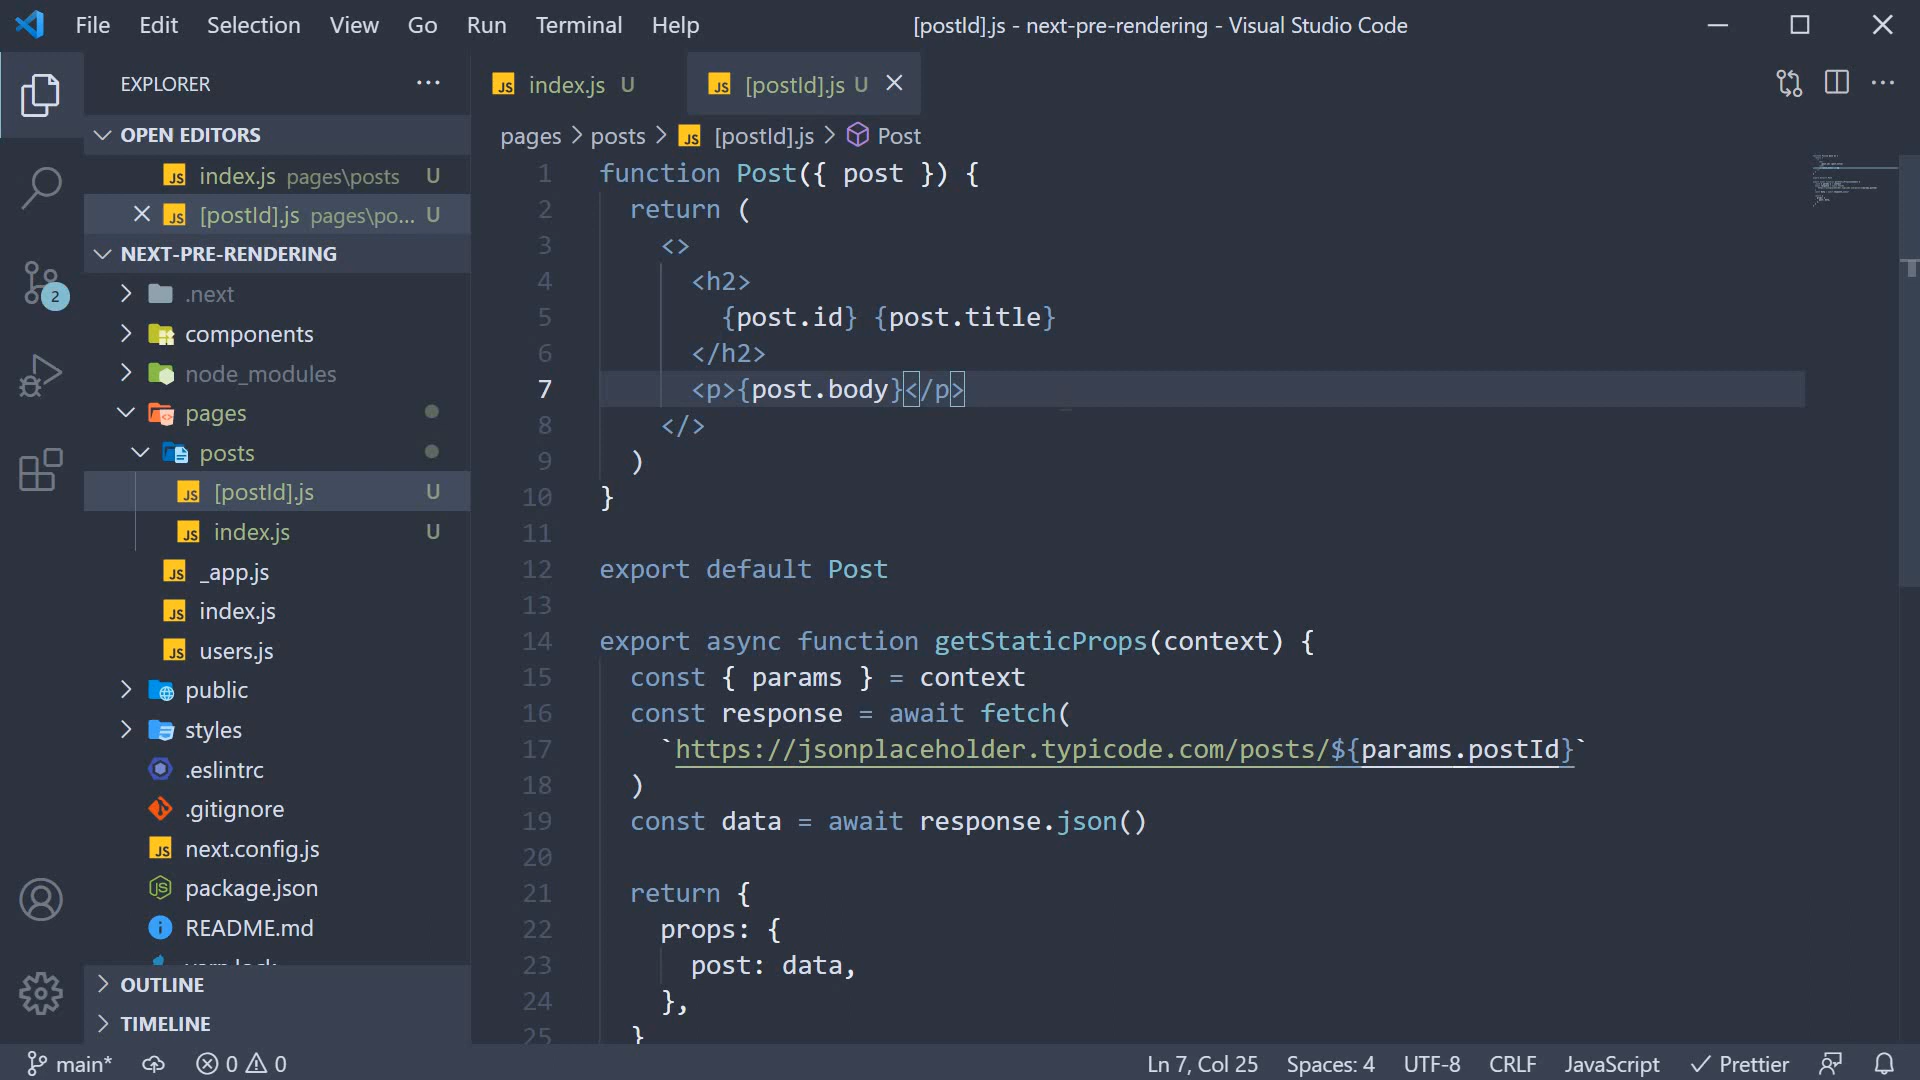 File Edit Selection View Go Run Terminal Help
[postId].js - next-pre-rendering - Visual Studio Code
EXPLORER
OPEN EDITORS
index.js pages\posts U
[postId].js pages\po... U
NEXT-PRE-RENDERING
.next
components
node_modules
pages
posts
[postId].js U
index.js U
_app.js
index.js
users.js
public
styles
.eslintrc
.gitignore
next.config.js
package.json
README.md
OUTLINE
TIMELINE
2
index.js U
[postId].js U
pages > posts > JS [postId].js > Post
1 function Post({ post }) {
2 return (
3 <>
4 <h2>
5 {post.id} {post.title}
6 </h2>
7 <p>{post.body}</p>
8 </>
9 )
10 }
11
12 export default Post
13
14 export async function getStaticProps(context) {
15 const { params } = context
16 const response = await fetch(
17 `https://jsonplaceholder.typicode.com/posts/${params.postId}`
18 )
19 const data = await response.json()
20
21 return {
22 props: {
23 post: data,
24 },
25 }
main* 0 0
Ln 7, Col 25 Spaces: 4 UTF-8 CRLF JavaScript Prettier